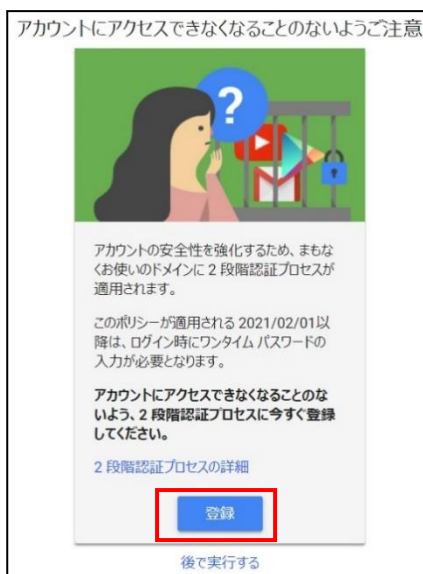 アカウントにアクセスできなくなることのないようご注意
?
アカウントの安全性を強化するため、まもな
くお使いのドメインに 2 段階認証プロセスが
適用されます。
このポリシーが適用される 2021/02/01以
降は、ログイン時にワンタイム パスワードの
入力が必要となります。
アカウントにアクセスできなくなることのな
いよう、2 段階認証プロセスに今すぐ登録
してください。
2 段階認証プロセスの詳細
登録
後で実行する